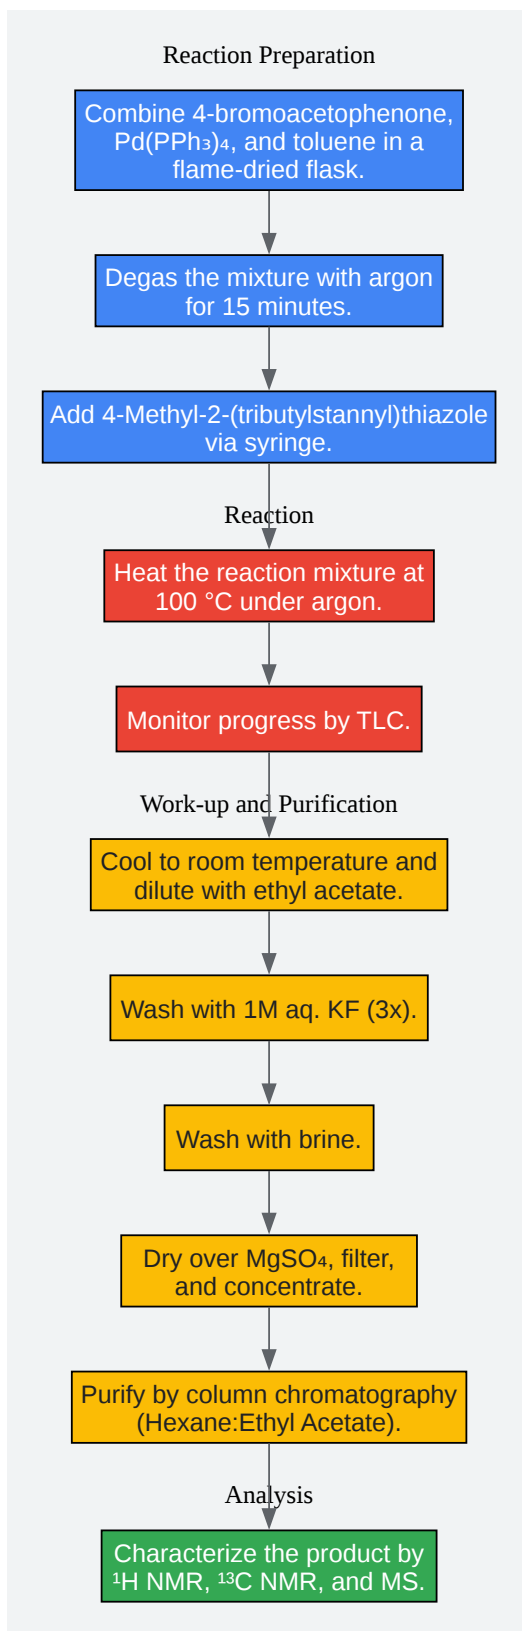 Reaction Preparation
Combine 4-bromoacetophenone,
Pd(PPh₃)₄, and toluene in a
flame-dried flask.
Degas the mixture with argon
for 15 minutes.
Add 4-Methyl-2-(tributylstannyl)thiazole
via syringe.
Reaction
Heat the reaction mixture at
100 °C under argon.
Monitor progress by TLC.
Work-up and Purification
Cool to room temperature and
dilute with ethyl acetate.
Wash with 1M aq. KF (3x).
Wash with brine.
Dry over MgSO₄, filter,
and concentrate.
Purify by column chromatography
(Hexane:Ethyl Acetate).
Analysis
Characterize the product by
¹H NMR, ¹³C NMR, and MS.